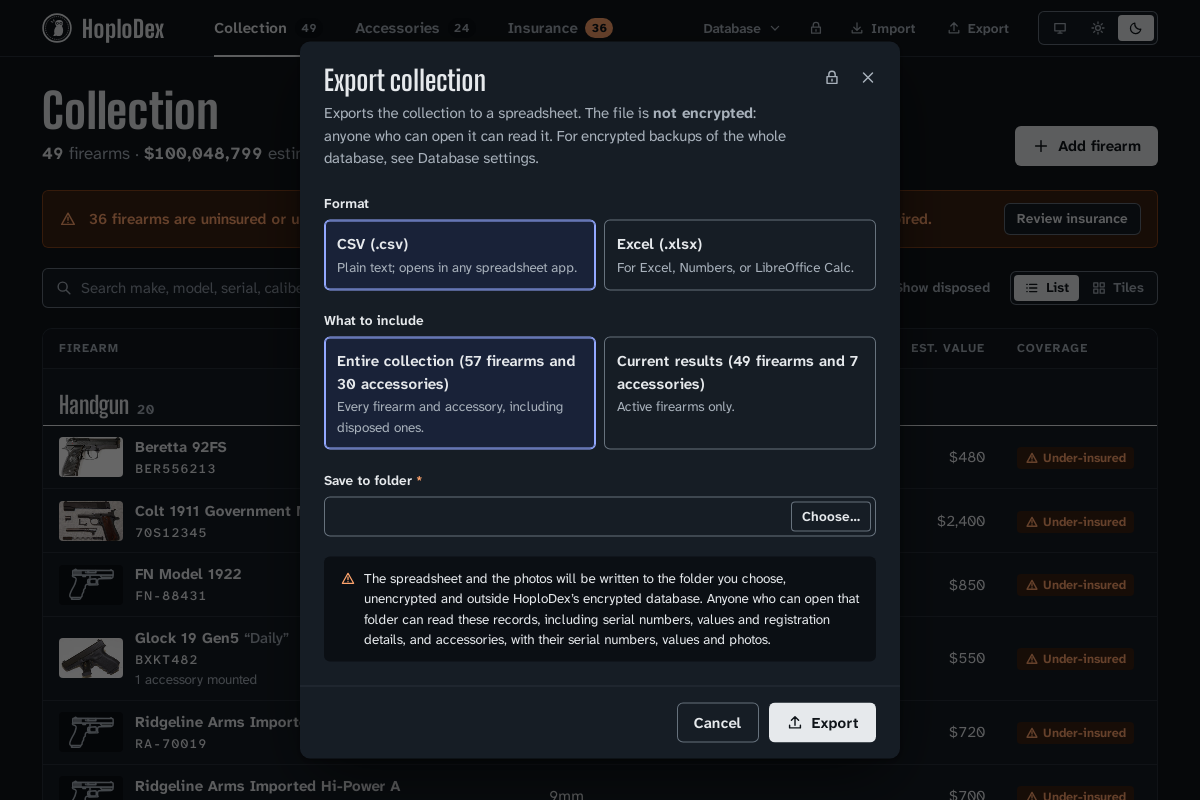 HoploDex
Collection 49
Accessories 24
Insurance 36
Database
Import
Export
Collection
49 firearms · $100,048,799
Add firearm
36 firearms are uninsured or
Review insurance
Search make, model, serial,
Show disposed
List
Tiles
FIREARM
EST. VALUE
COVERAGE
Handgun 20
Beretta 92FS
BER556213
$480
Under-insured
Colt 1911 Government
70S12345
$2,400
Under-insured
FN Model 1922
FN-88431
$850
Under-insured
Glock 19 Gen5 “Daily”
BXKT482
1 accessory mounted
$550
Under-insured
Ridgeline Arms
RA-70019
$720
Under-insured
Ridgeline Arms Imported Hi-Power A
9mm
$700
Under-insured
Export collection
Exports the collection to a spreadsheet. The file is not encrypted:
anyone who can open it can read it. For encrypted backups of the whole
database, see Database settings.
Format
CSV (.csv)
Plain text; opens in any spreadsheet app.
Excel (.xlsx)
For Excel, Numbers, or LibreOffice Calc.
What to include
Entire collection (57 firearms and
30 accessories)
Every firearm and accessory, including
disposed ones.
Current results (49 firearms and 7
accessories)
Active firearms only.
Save to folder *
Choose…
The spreadsheet and the photos will be written to the folder you choose,
unencrypted and outside HoploDex’s encrypted database. Anyone who can open that
folder can read these records, including serial numbers, values and registration
details, and accessories, with their serial numbers, values and photos.
Cancel
Export